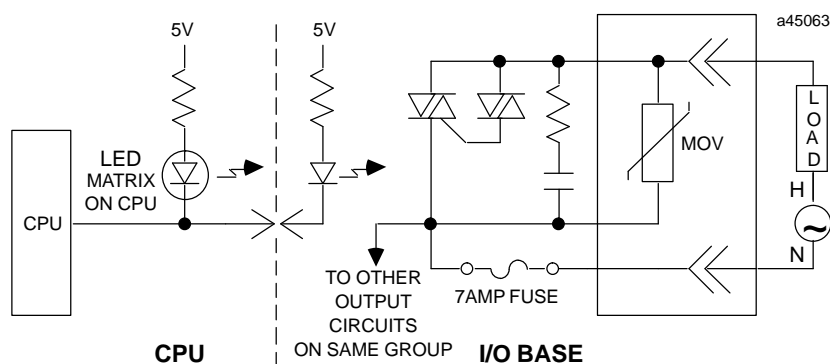 a45063
5V
5V
LED
MATRIX
ON CPU
CPU
MOV
LOAD
H
N
TO OTHER
OUTPUT
CIRCUITS
ON SAME GROUP
7AMP FUSE
CPU
I/O BASE